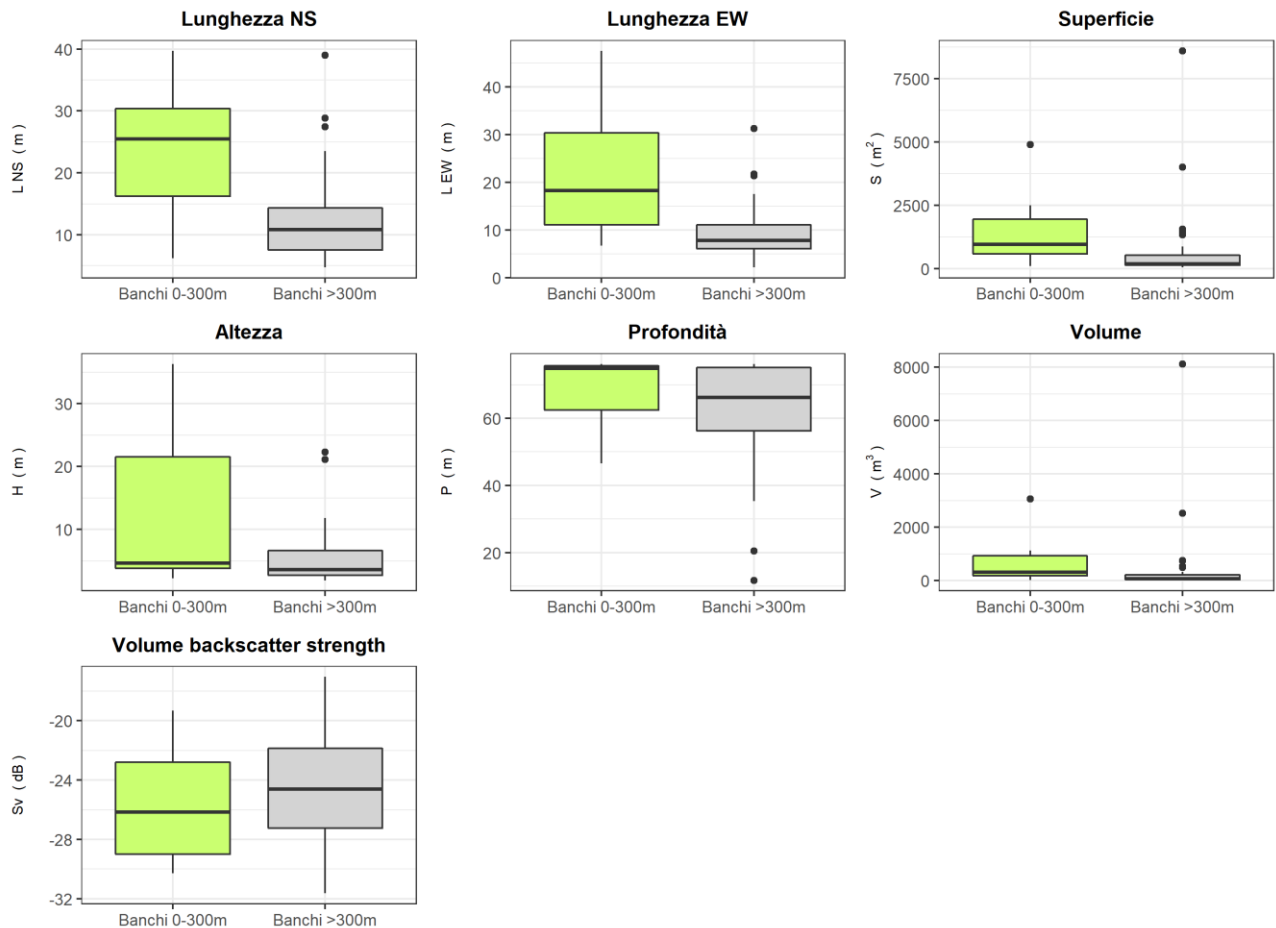 Lunghezza NS
Lunghezza EW
Superficie
L NS ( m )
40
30
20
10
Banchi 0-300m
Banchi >300m
L EW ( m )
40
30
20
10
0
Banchi 0-300m
Banchi >300m
S ( m² )
7500
5000
2500
0
Banchi 0-300m
Banchi >300m
Altezza
Profondità
Volume
H ( m )
30
20
10
Banchi 0-300m
Banchi >300m
P ( m )
60
40
20
Banchi 0-300m
Banchi >300m
V ( m³ )
8000
6000
4000
2000
0
Banchi 0-300m
Banchi >300m
Volume backscatter strength
Sv ( dB )
-20
-24
-28
-32
Banchi 0-300m
Banchi >300m